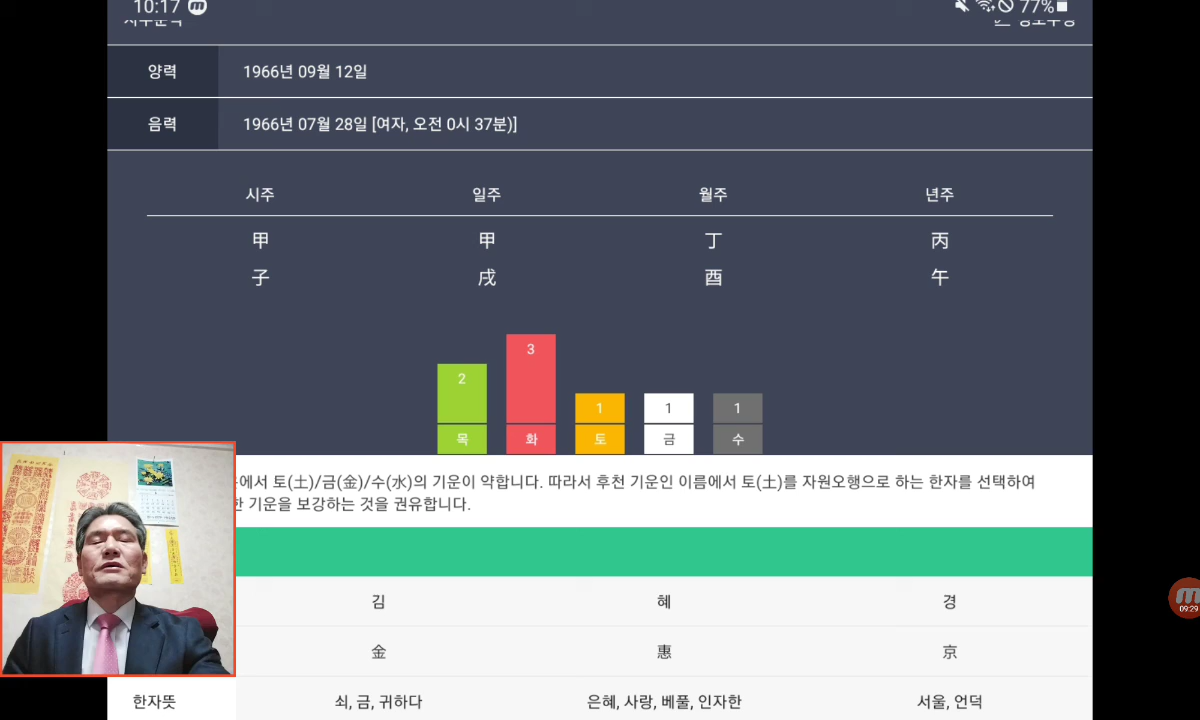 10:17 77%
양력 1966년 09월 12일
음력 1966년 07월 28일 [여자, 오전 0시 37분)]
시주 일주 월주 년주
甲 甲 丁 丙
子 戌 酉 午
3
2
1 1 1
목 화 토 금 수
에서 토(土)/금(金)/수(水)의 기운이 약합니다. 따라서 후천 기운인 이름에서 토(土)를 자원오행으로 하는 한자를 선택하여
한 기운을 보강하는 것을 권유합니다.
김 혜 경
金 惠 京
09:29
한자뜻 쇠, 금, 귀하다 은혜, 사랑, 베풀, 인자한 서울, 언덕